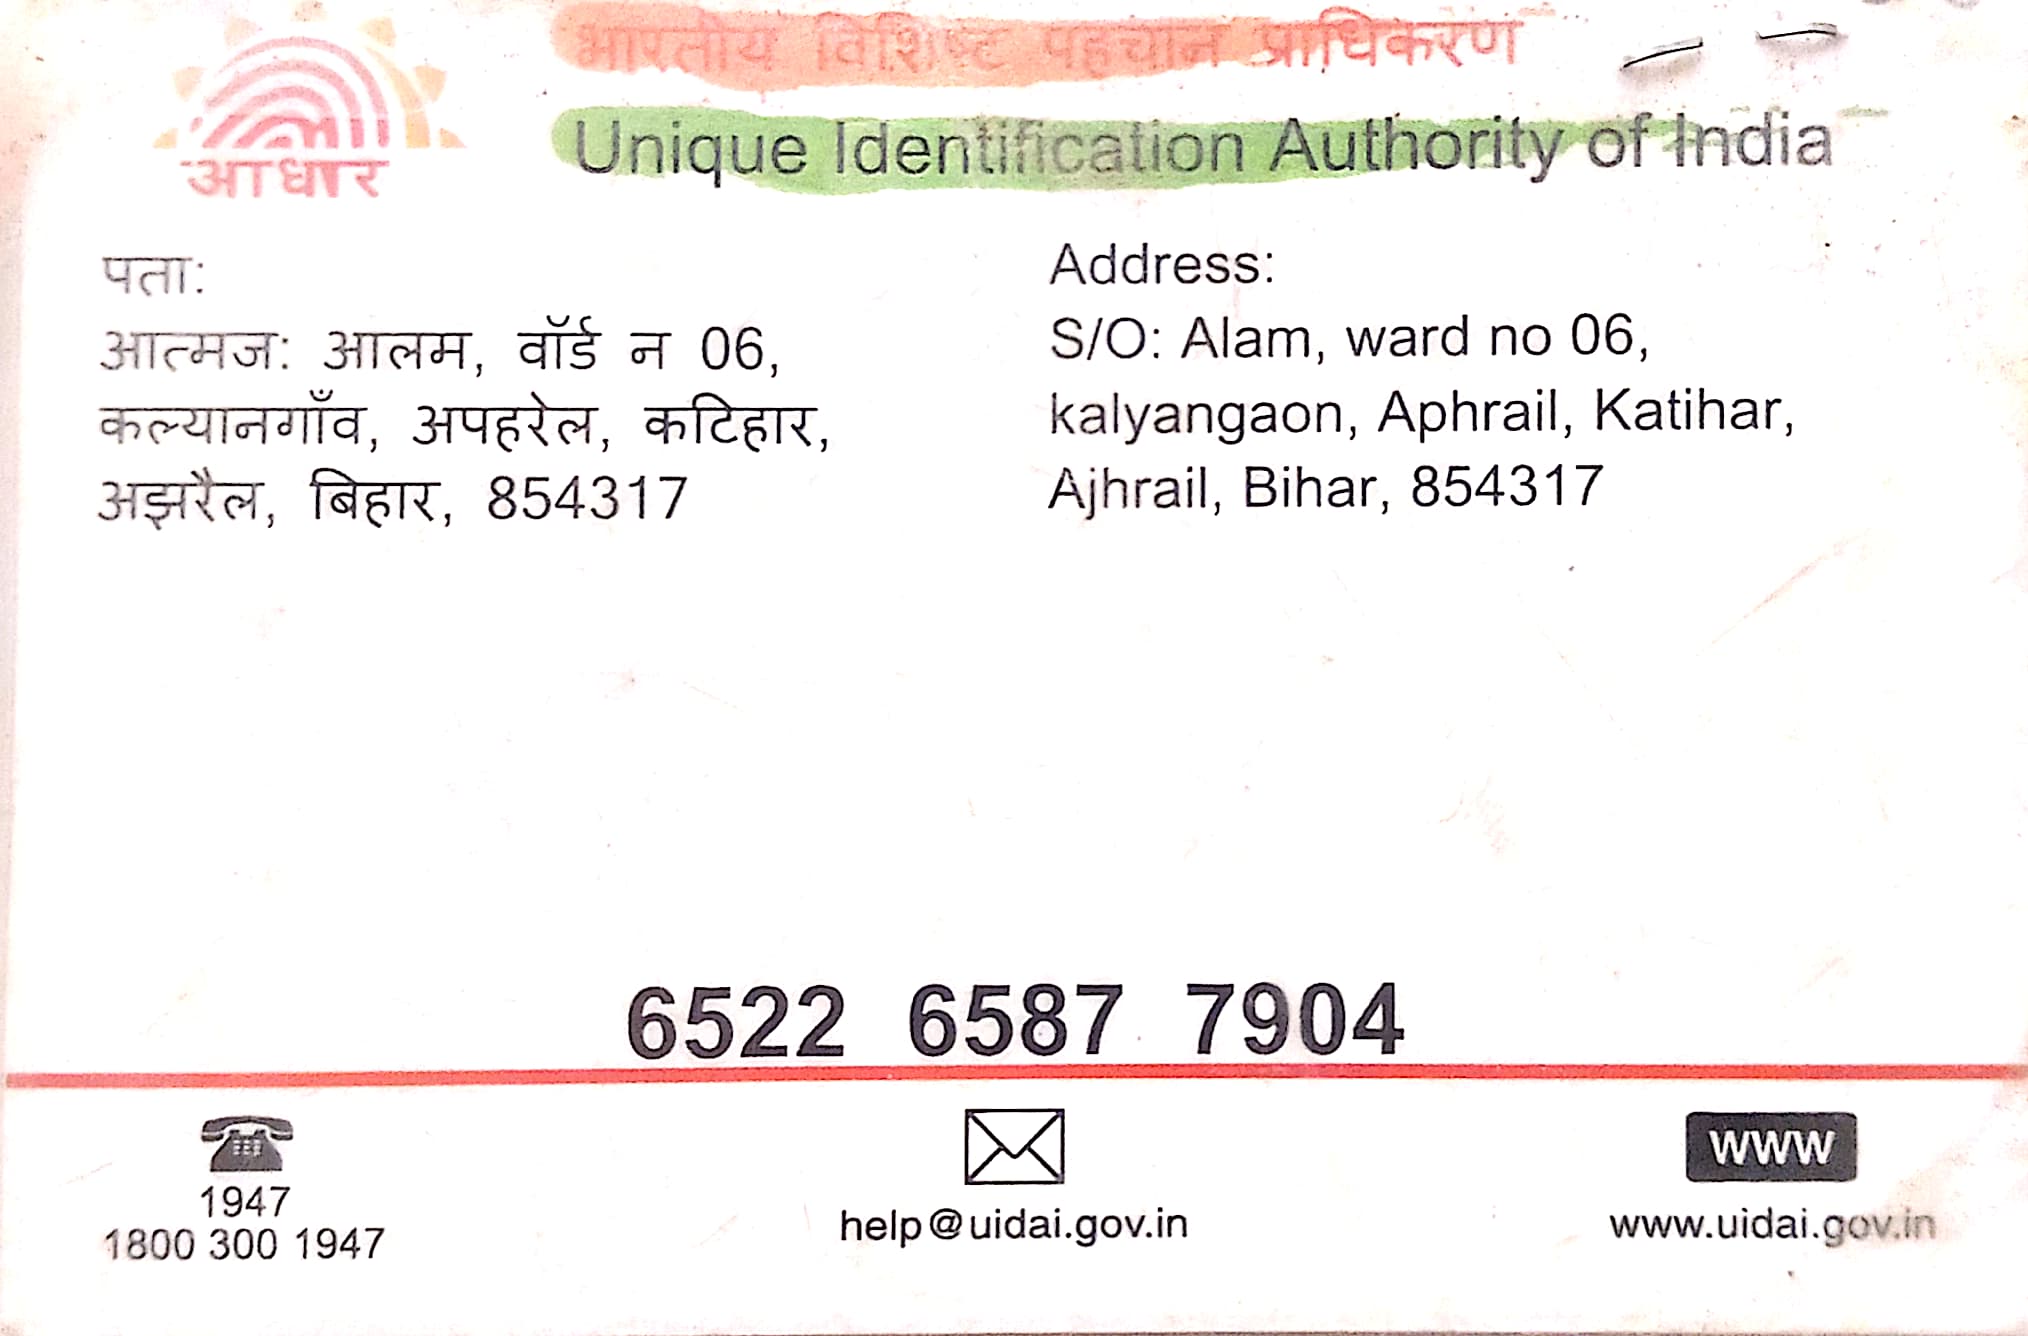 भारतीय विशिष्ट पहचान प्राधिकरण
Unique Identification Authority of India
आधार
पता:
आत्मज: आलम, वॉर्ड न 06,
कल्यानगाँव, अपहरेल, कटिहार,
अझरैल, बिहार, 854317
Address:
S/O: Alam, ward no 06,
kalyangaon, Aphrail, Katihar,
Ajhrail, Bihar, 854317
6522 6587 7904
1947
1800 300 1947
help@uidai.gov.in
www
www.uidai.gov.in